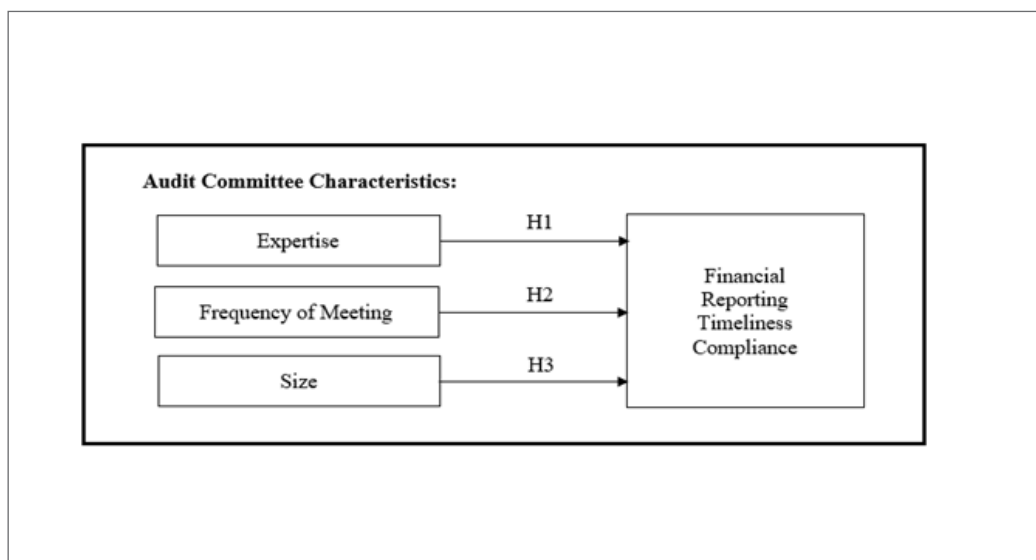 Audit Committee Characteristics:
Expertise
H1
Frequency of Meeting
H2
Size
H3
Financial
Reporting
Timeliness
Compliance